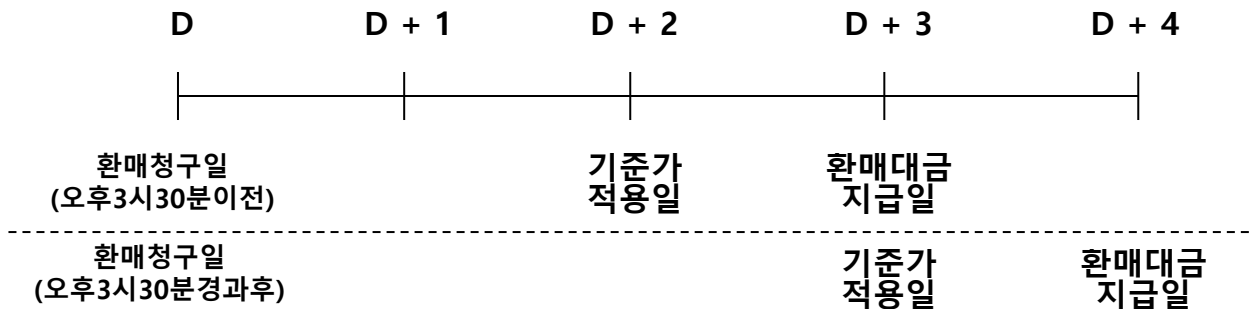 D D + 1 D + 2 D + 3 D + 4
환매청구일
(오후3시30분이전)
기준가
적용일
환매대금
지급일
환매청구일
(오후3시30분경과후)
기준가
적용일
환매대금
지급일